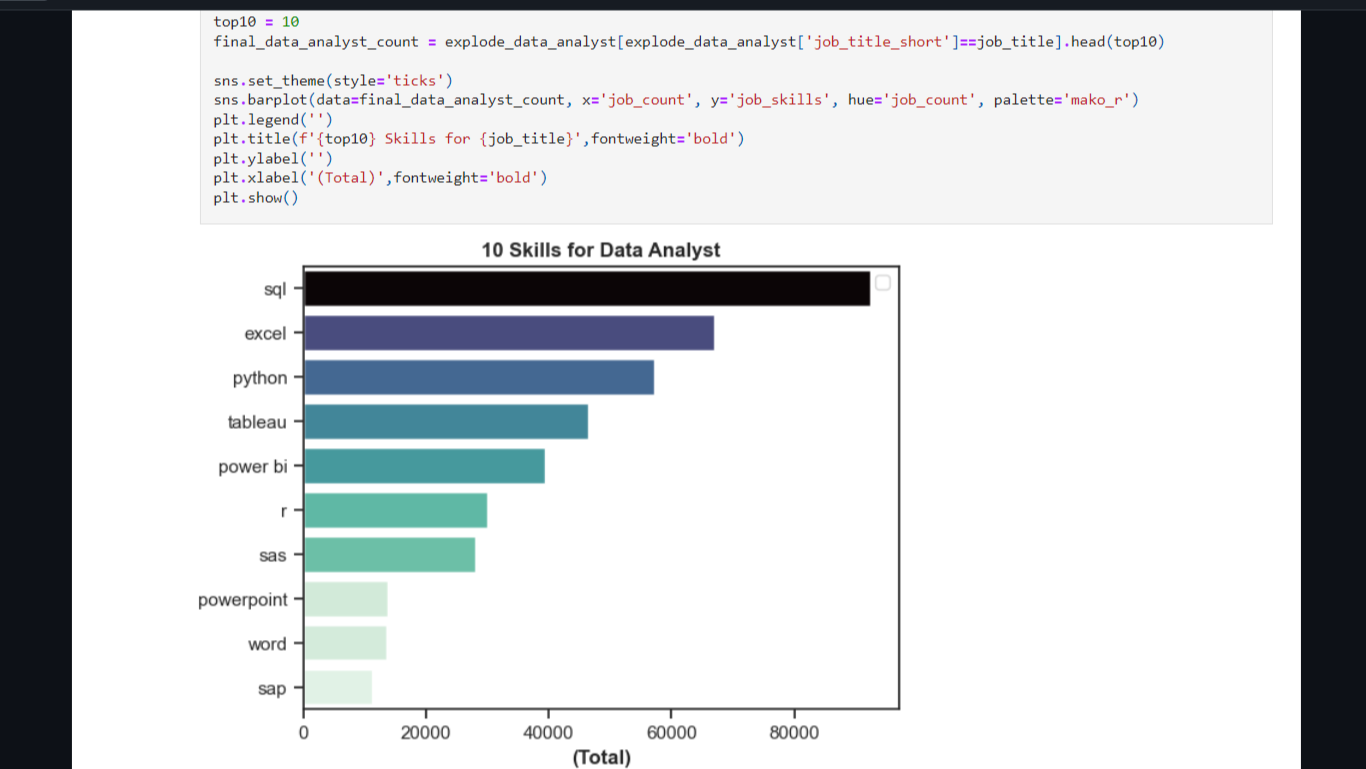 top10 = 10
final_data_analyst_count = explode_data_analyst[explode_data_analyst['job_title_short']==job_title].head(top10)
sns.set_theme(style='ticks')
sns.barplot(data=final_data_analyst_count, x='job_count', y='job_skills', hue='job_count', palette='mako_r')
plt.legend('')
plt.title(f'{top10} Skills for {job_title}',fontweight='bold')
plt.ylabel('')
plt.xlabel('(Total)',fontweight='bold')
plt.show()
10 Skills for Data Analyst
sql
excel
python
tableau
power bi
r
sas
powerpoint
word
sap
0 20000 40000 60000 80000
(Total)